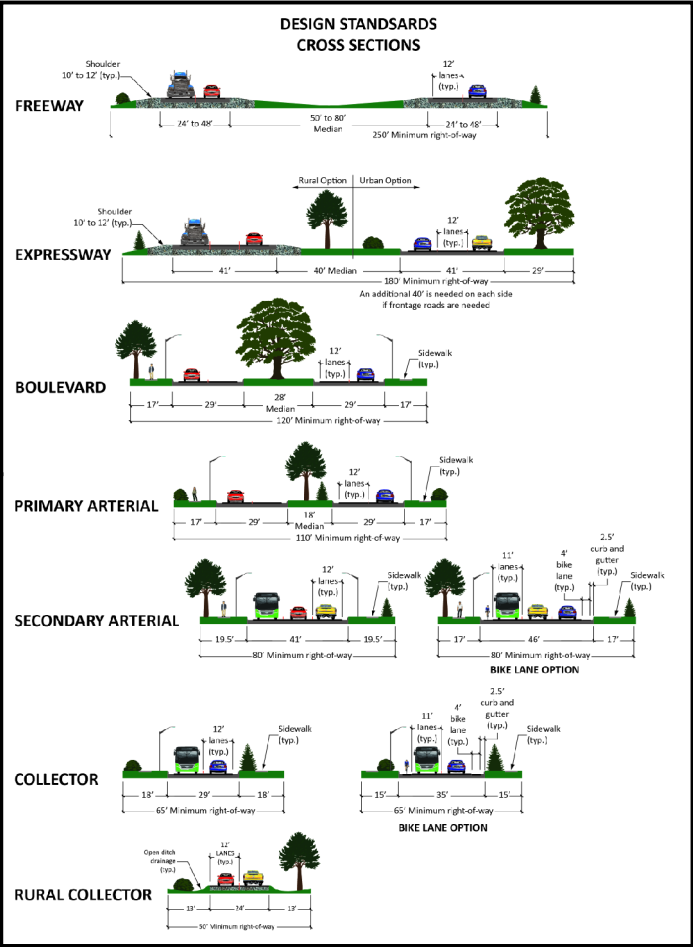 DESIGN STANDSARDS
CROSS SECTIONS
FREEWAY
Shoulder
10' to 12' (typ.)
12'
lanes
(typ.)
24' to 48'
50' to 80'
Median
24' to 48'
250' Minimum right-of-way
EXPRESSWAY
Rural Option
Urban Option
Shoulder
10' to 12' (typ.)
12'
lanes
(typ.)
41'
40' Median
41'
29'
180' Minimum right-of-way
An additional 40' is needed on each side
if frontage roads are needed
BOULEVARD
12'
lanes
(typ.)
Sidewalk
(typ.)
17'
29'
28'
Median
29'
17'
120' Minimum right-of-way
PRIMARY ARTERIAL
12'
lanes
(typ.)
Sidewalk
(typ.)
17'
29'
18'
Median
29'
17'
110' Minimum right-of-way
SECONDARY ARTERIAL
12'
lanes
(typ.)
Sidewalk
(typ.)
19.5'
41'
19.5'
80' Minimum right-of-way
11'
lanes
(typ.)
4'
bike
lane
(typ.)
2.5'
curb and
gutter
(typ.)
Sidewalk
(typ.)
17'
46'
17'
80' Minimum right-of-way
BIKE LANE OPTION
COLLECTOR
12'
lanes
(typ.)
Sidewalk
(typ.)
13'
29'
18'
65' Minimum right-of-way
11'
lanes
(typ.)
4'
bike
lane
(typ.)
2.5'
curb and
gutter
(typ.)
Sidewalk
(typ.)
15'
35'
15'
65' Minimum right-of-way
BIKE LANE OPTION
RURAL COLLECTOR
Open ditch
drainage
(typ.)
12'
LANES
(typ.)
13'
24'
13'
50' Minimum right-of-way